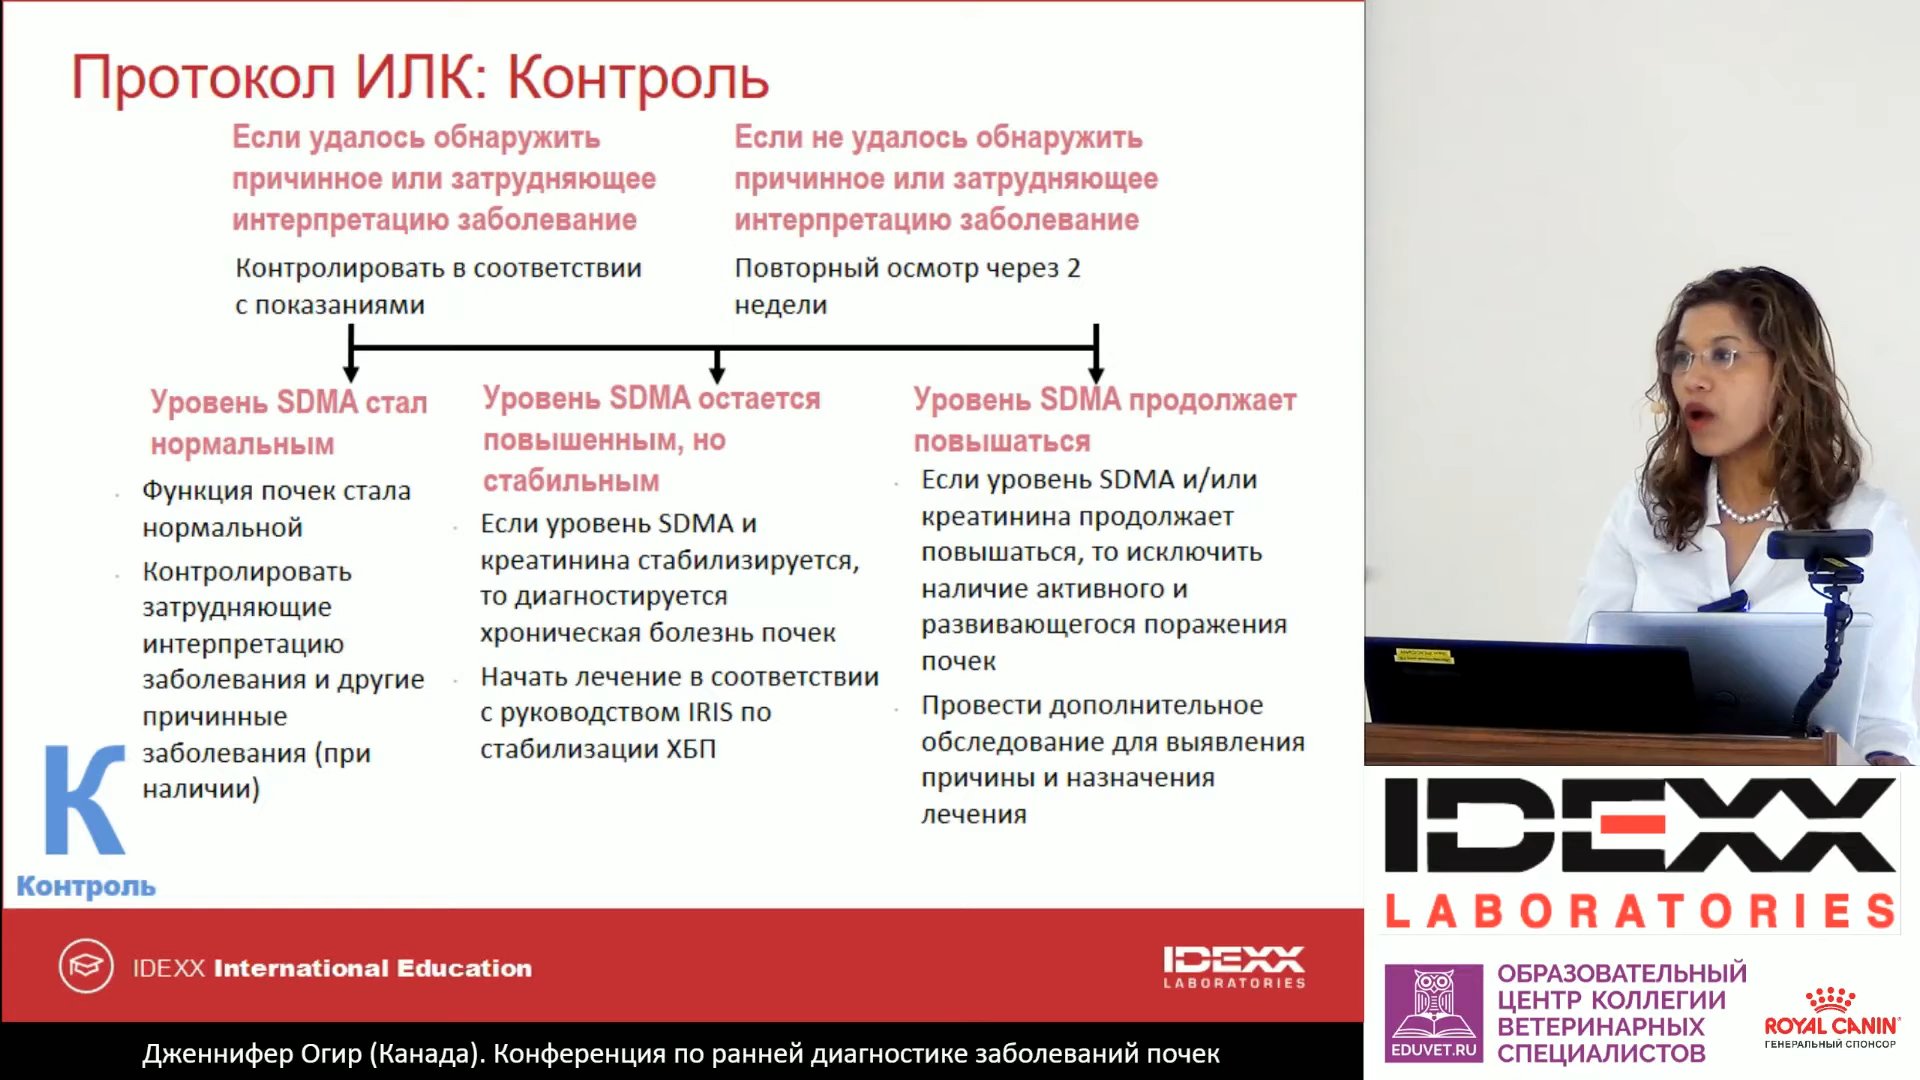 Протокол ИЛК: Контроль
Если удалось обнаружить
причинное или затрудняющее
интерпретацию заболевание
Контролировать в соответствии
с показаниями
Если не удалось обнаружить
причинное или затрудняющее
интерпретацию заболевание
Повторный осмотр через 2
недели
Уровень SDMA стал
нормальным
Функция почек стала
нормальной
Контролировать
затрудняющие
интерпретацию
заболевания и другие
причинные
заболевания (при
наличии)
Уровень SDMA остается
повышенным, но
стабильным
Если уровень SDMA и
креатинина стабилизируется,
то диагностируется
хроническая болезнь почек
Начать лечение в соответствии
с руководством IRIS по
стабилизации ХБП
Уровень SDMA продолжает
повышаться
Если уровень SDMA и/или
креатинина продолжает
повышаться, то исключить
наличие активного и
развивающегося поражения
почек
Провести дополнительное
обследование для выявления
причины и назначения
лечения
К
Контроль
IDEXX International Education
IDEXX
LABORATORIES
Дженнифер Огир (Канада). Конференция по ранней диагностике заболеваний почек
IDEXX
LABORATORIES
EDUVET.RU
ОБРАЗОВАТЕЛЬНЫЙ
ЦЕНТР КОЛЛЕГИИ
ВЕТЕРИНАРНЫХ
СПЕЦИАЛИСТОВ
ROYAL CANIN
ГЕНЕРАЛЬНЫЙ СПОНСОР